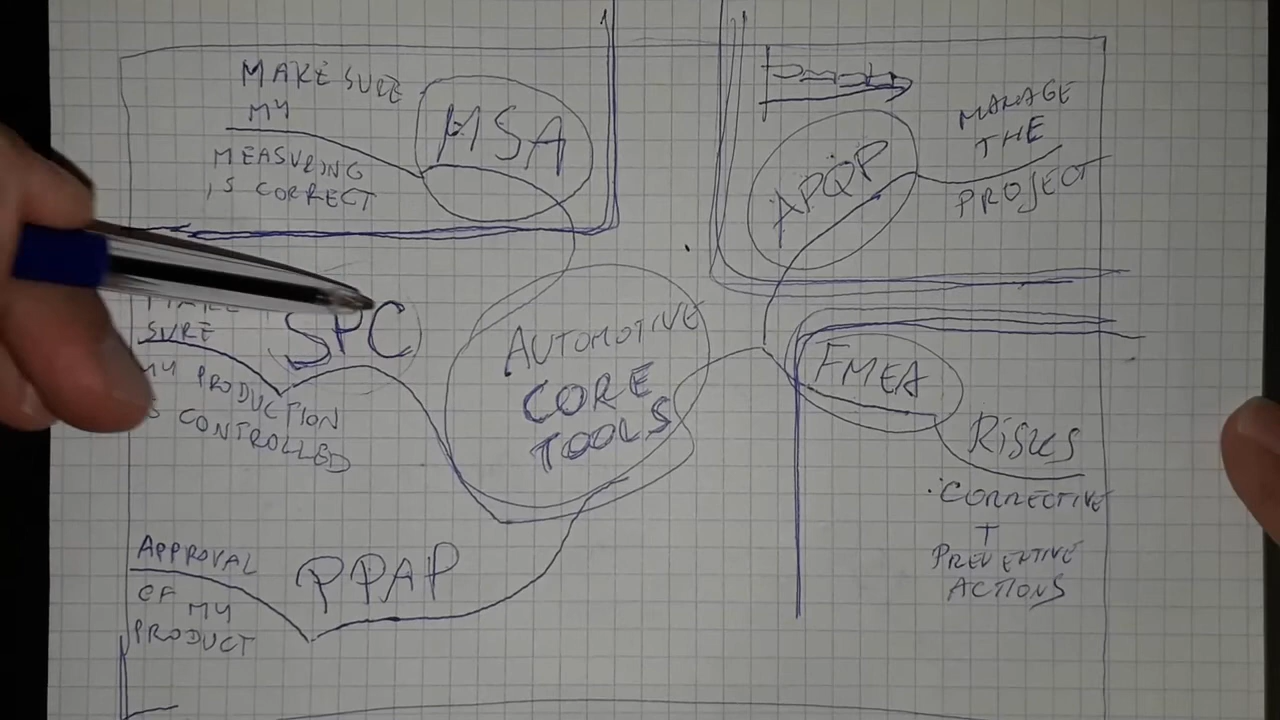 MAKE SURE
MY
MEASURING
IS CORRECT
MSA
APQP
MANAGE
THE
PROJECT
SURE
MY PRODUCTION
IS CONTROLLED
SPC
AUTOMOTIVE
CORE
TOOLS
FMEA
RISKS
CORRECTIVE
+
PREVENTIVE
ACTIONS
APPROVAL
OF MY
PRODUCT
PPAP